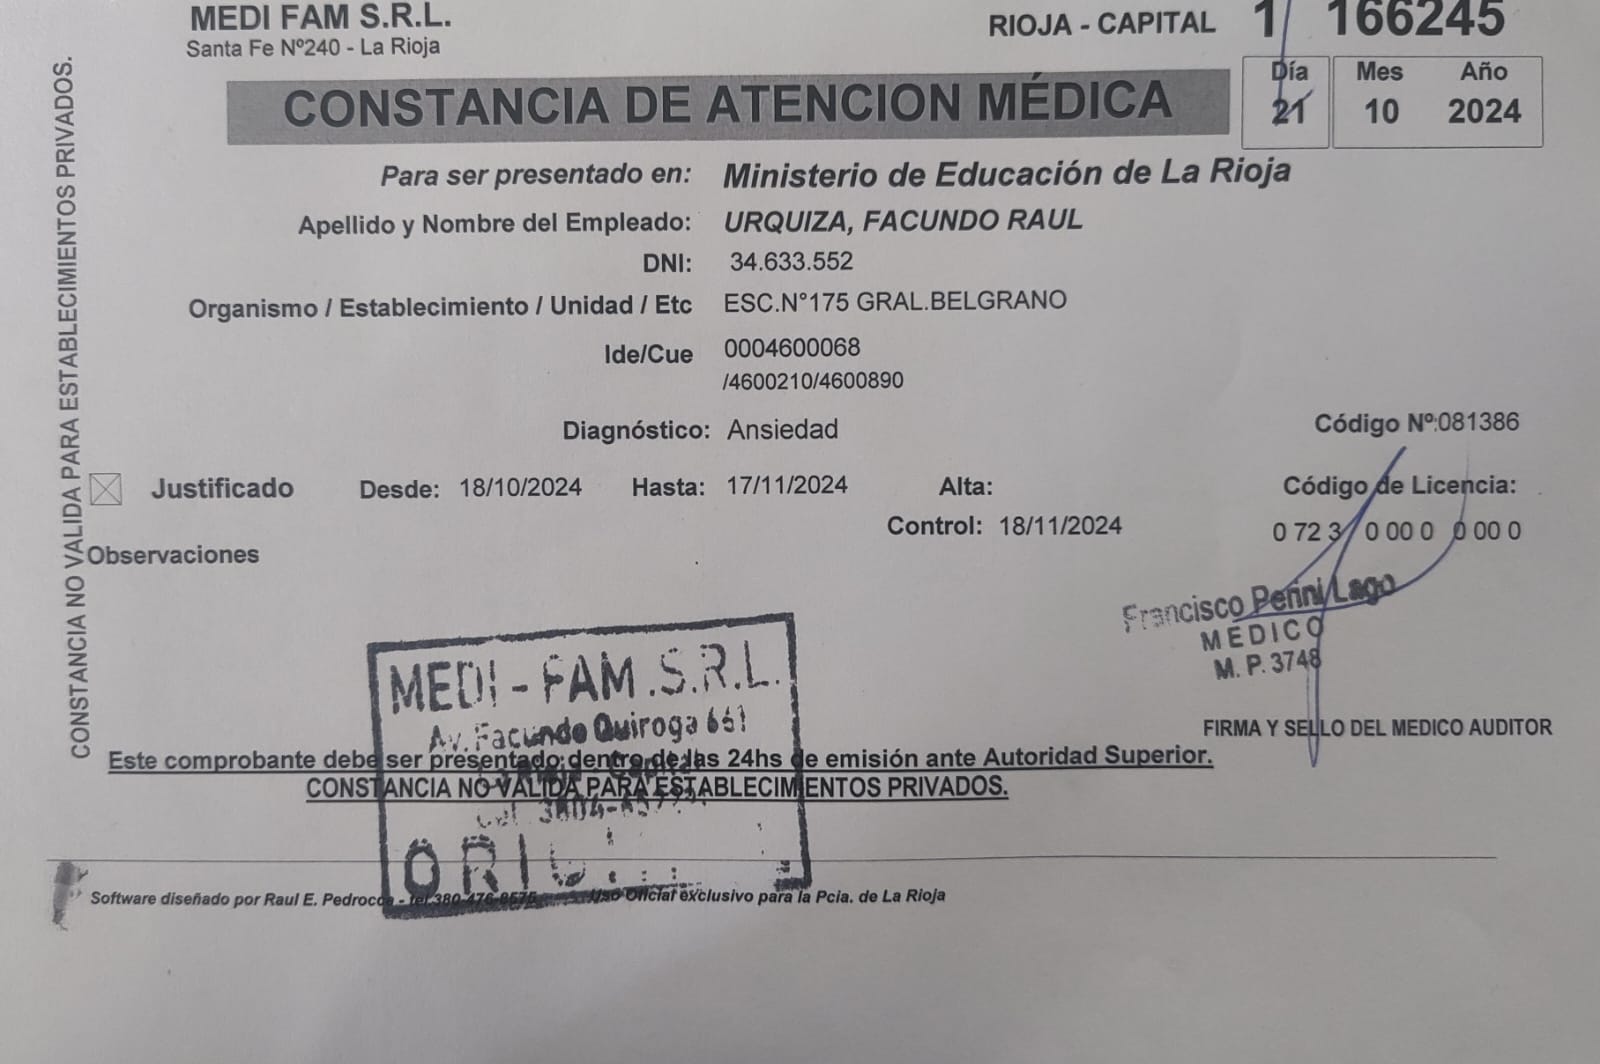 MEDI FAM S.R.L.
Santa Fe Nº240 - La Rioja
RIOJA - CAPITAL 1 166245
CONSTANCIA DE ATENCION MÉDICA
Día Mes Año
21 10 2024
Para ser presentado en: Ministerio de Educación de La Rioja
Apellido y Nombre del Empleado: URQUIZA, FACUNDO RAUL
DNI: 34.633.552
Organismo / Establecimiento / Unidad / Etc ESC.N°175 GRAL.BELGRANO
Ide/Cue 0004600068
/4600210/4600890
Diagnóstico: Ansiedad
Código Nº:081386
Justificado Desde: 18/10/2024 Hasta: 17/11/2024 Alta:
Código de Licencia:
Control: 18/11/2024
0 72 3 0 00 0 0 00 0
Observaciones
Francisco Penni Lago
MEDICO
M. P. 3748
FIRMA Y SELLO DEL MEDICO AUDITOR
MEDI - FAM .S.R.L.
Av. Facundo Quiroga 661
Este comprobante debe ser presentado dentro de las 24hs de emisión ante Autoridad Superior.
CONSTANCIA NO VALIDA PARA ESTABLECIMIENTOS PRIVADOS.
Software diseñado por Raul E. Pedrocca - tel.380 Uso Oficial exclusivo para la Pcia. de La Rioja
CONSTANCIA NO VALIDA PARA ESTABLECIMIENTOS PRIVADOS.